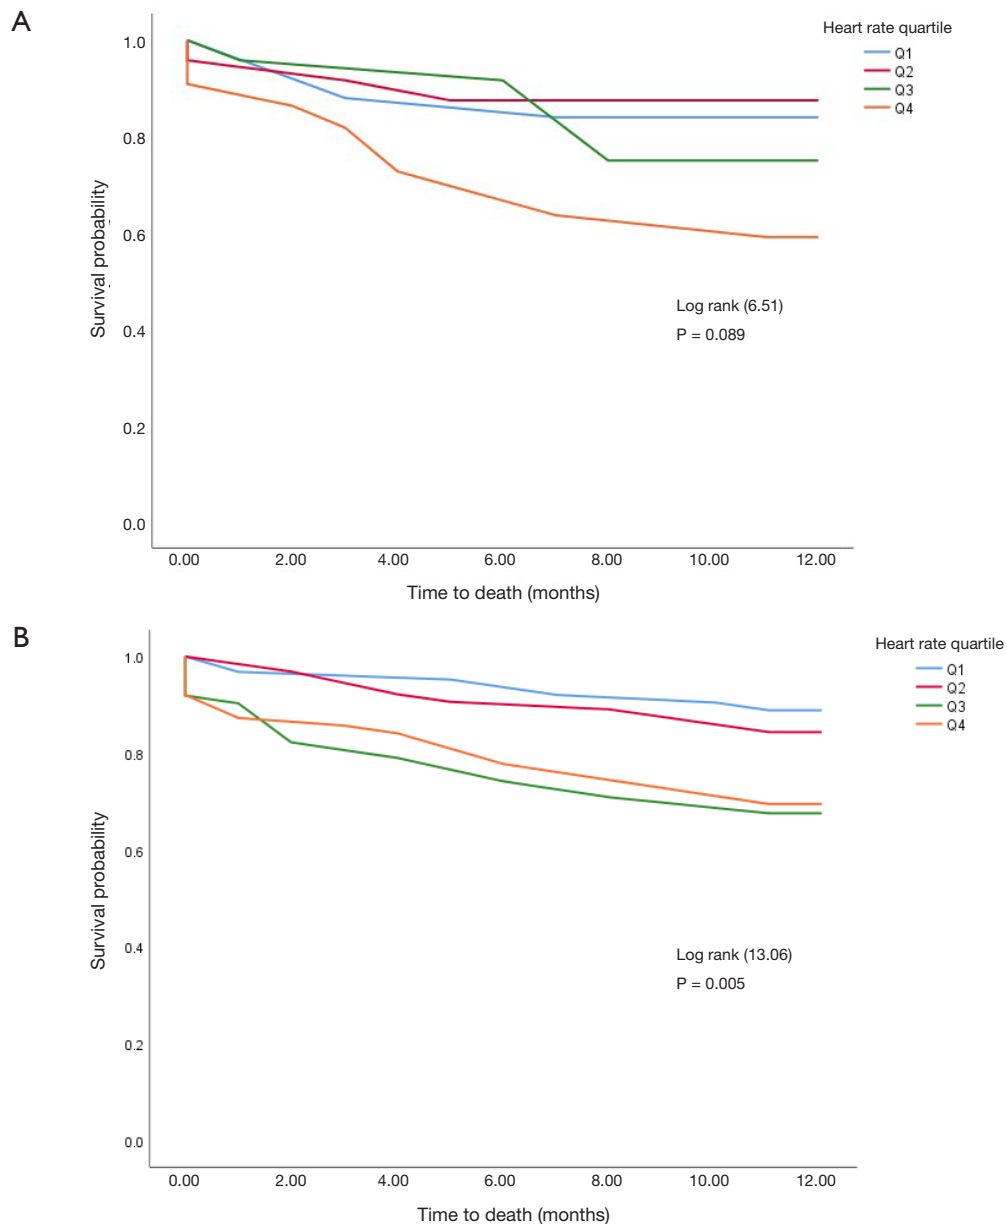 A
Heart rate quartile
Q1
Q2
Q3
Q4
1.0
0.8
0.6
0.4
0.2
0.0
Survival probability
Log rank (6.51)
P = 0.089
0.00 2.00 4.00 6.00 8.00 10.00 12.00
Time to death (months)
B
Heart rate quartile
Q1
Q2
Q3
Q4
1.0
0.8
0.6
0.4
0.2
0.0
Survival probability
Log rank (13.06)
P = 0.005
0.00 2.00 4.00 6.00 8.00 10.00 12.00
Time to death (months)